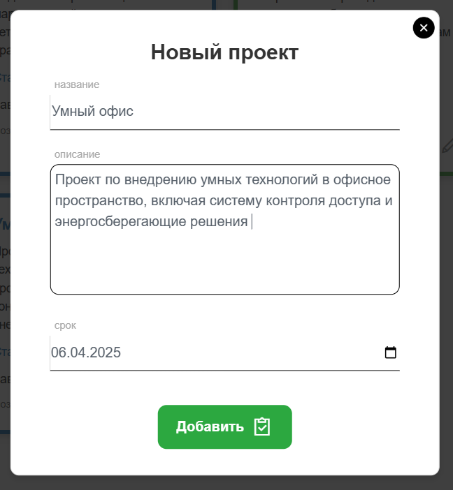 Новый проект
название
Умный офис
описание
Проект по внедрению умных технологий в офисное
пространство, включая систему контроля доступа и
энергосберегающие решения
срок
06.04.2025
Добавить